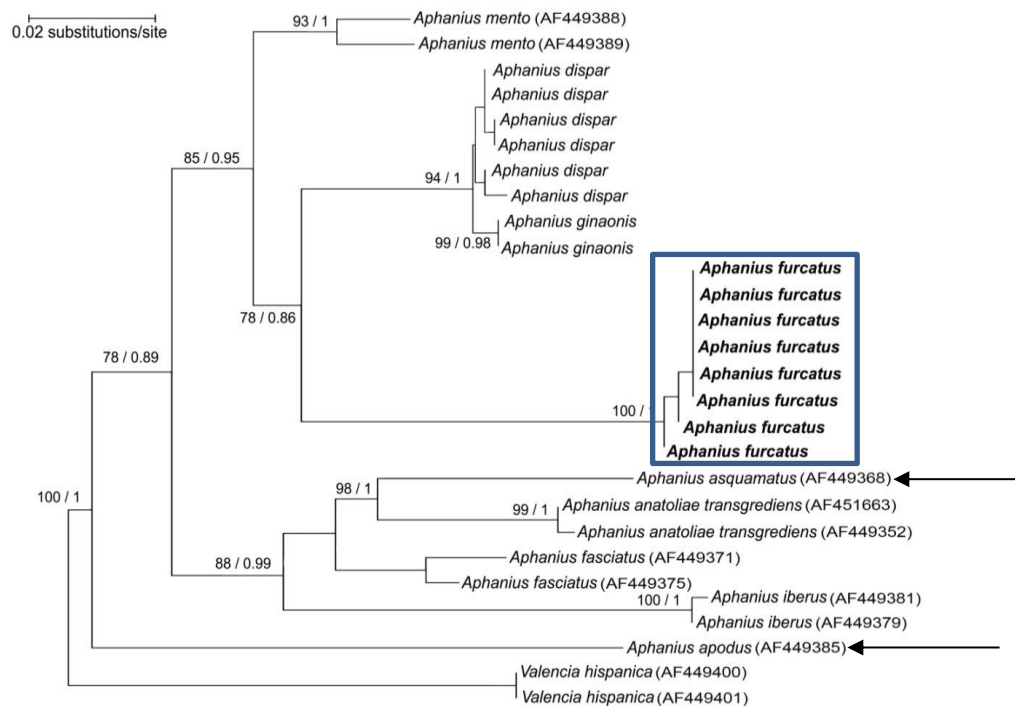 93 / 1
Aphanius mento (AF449388)
0.02 substitutions/site
Aphanius mento (AF449389)
Aphanius dispar
Aphanius dispar
Aphanius dispar
Aphanius dispar
85 / 0.95
Aphanius dispar
94 / 1
Aphanius dispar
Aphanius ginaonis
99 / 0.98
Aphanius ginaonis
Aphanius furcatus
Aphanius furcatus
78 / 0.86
Aphanius furcatus
Aphanius furcatus
78 / 0.89
Aphanius furcatus
Aphanius furcatus
100 / 1
Aphanius furcatus
Aphanius furcatus
98 / 1
Aphanius asquamatus (AF449368)
100 / 1
99 / 1
Aphanius anatoliae transgrediens (AF451663)
Aphanius anatoliae transgrediens (AF449352)
88 / 0.99
Aphanius fasciatus (AF449371)
Aphanius fasciatus (AF449375)
100 / 1
Aphanius iberus (AF449381)
Aphanius iberus (AF449379)
Aphanius apodus (AF449385)
Valencia hispanica (AF449400)
Valencia hispanica (AF449401)